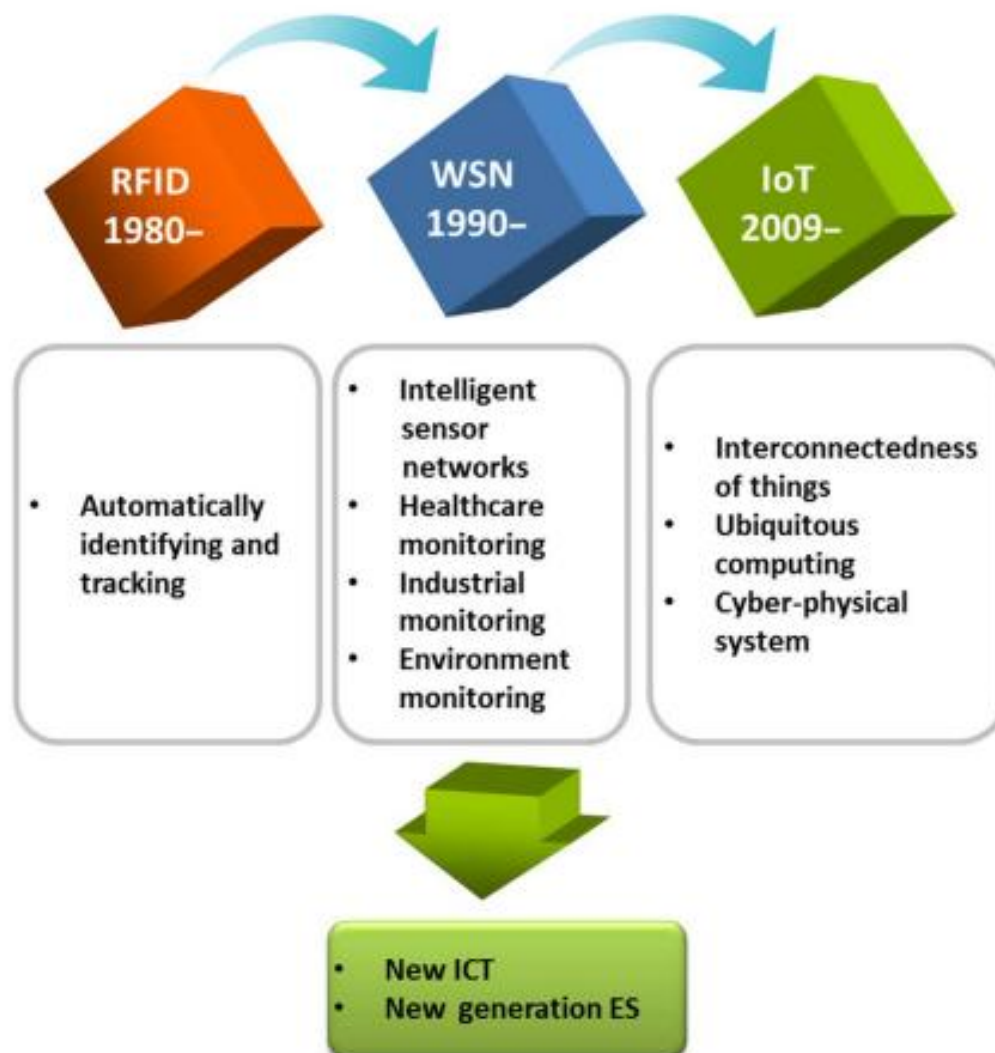 RFID
1980–
WSN
1990–
IoT
2009–
• Automatically
identifying and
tracking
• Intelligent
sensor
networks
• Healthcare
monitoring
• Industrial
monitoring
• Environment
monitoring
• Interconnectedness
of things
• Ubiquitous
computing
• Cyber-physical
system
• New ICT
• New generation ES